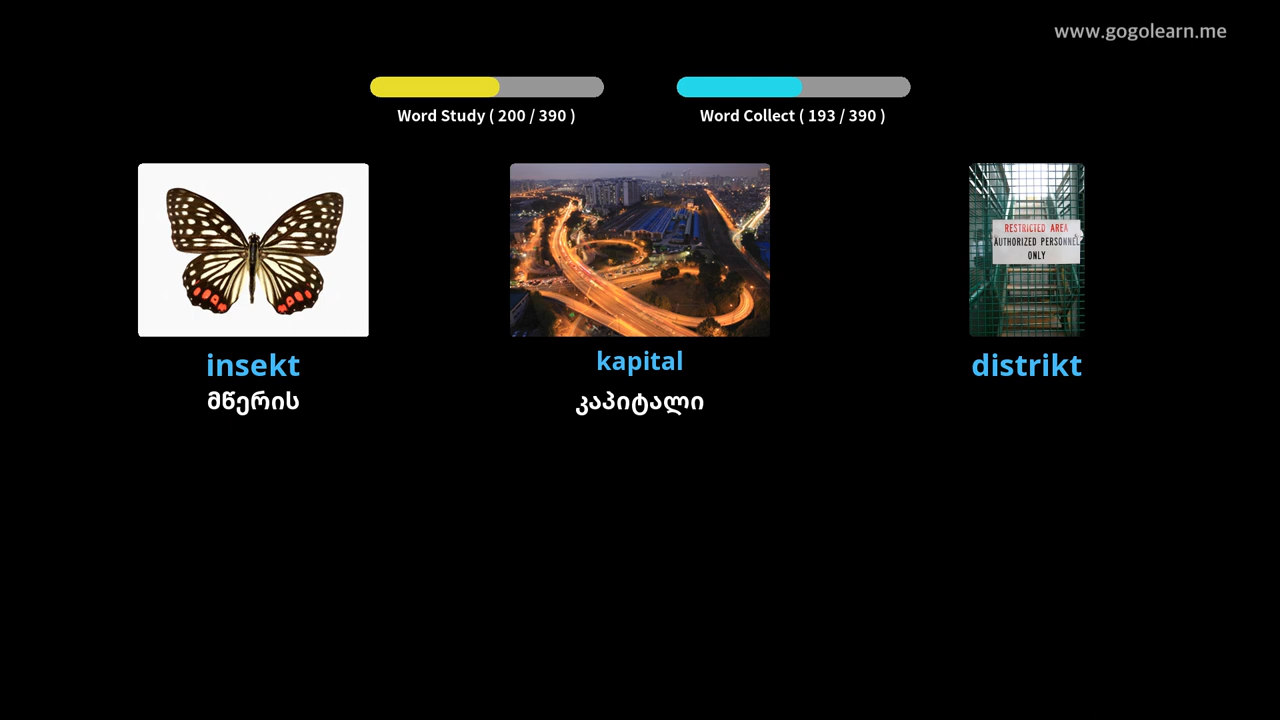 www.gogolearn.me
Word Study ( 200 / 390 )
Word Collect ( 193 / 390 )
RESTRICTED AREA
AUTHORIZED PERSONNEL
ONLY
insekt
kapital
distrikt
მწერის
კაპიტალი